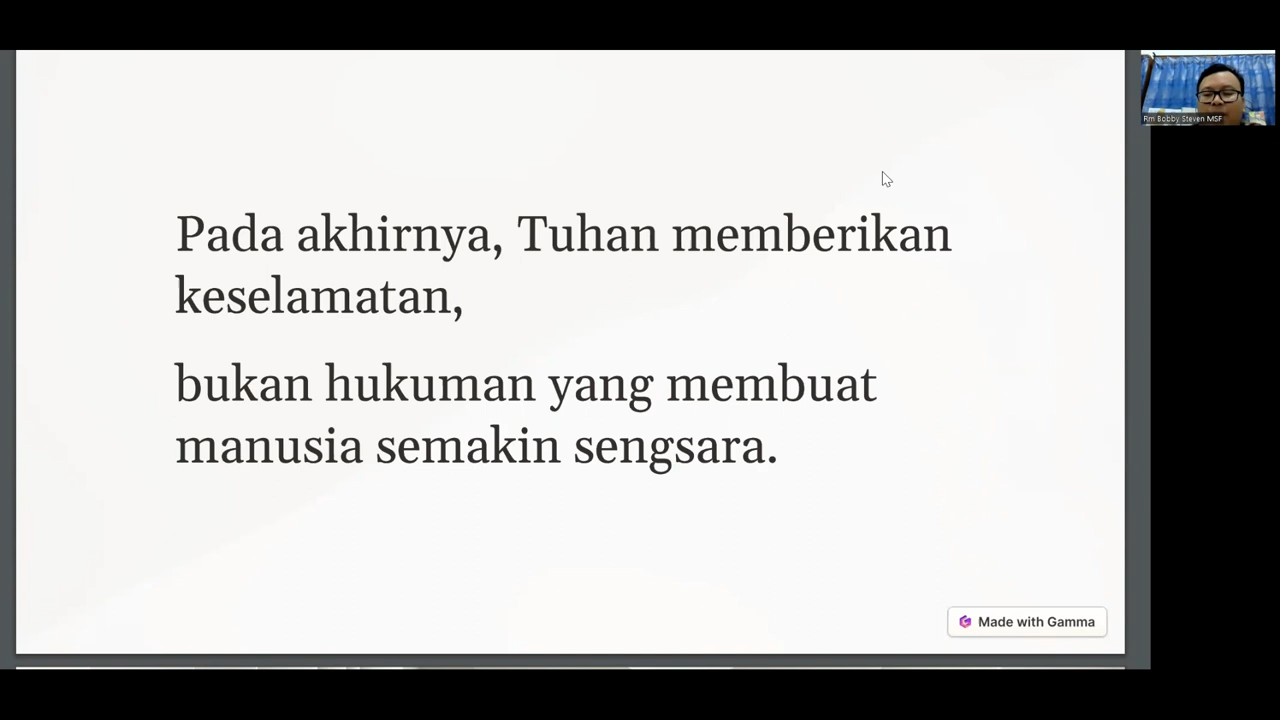 Rm Bobby Steven MSF
Pada akhirnya, Tuhan memberikan
keselamatan,
bukan hukuman yang membuat
manusia semakin sengsara.
Made with Gamma